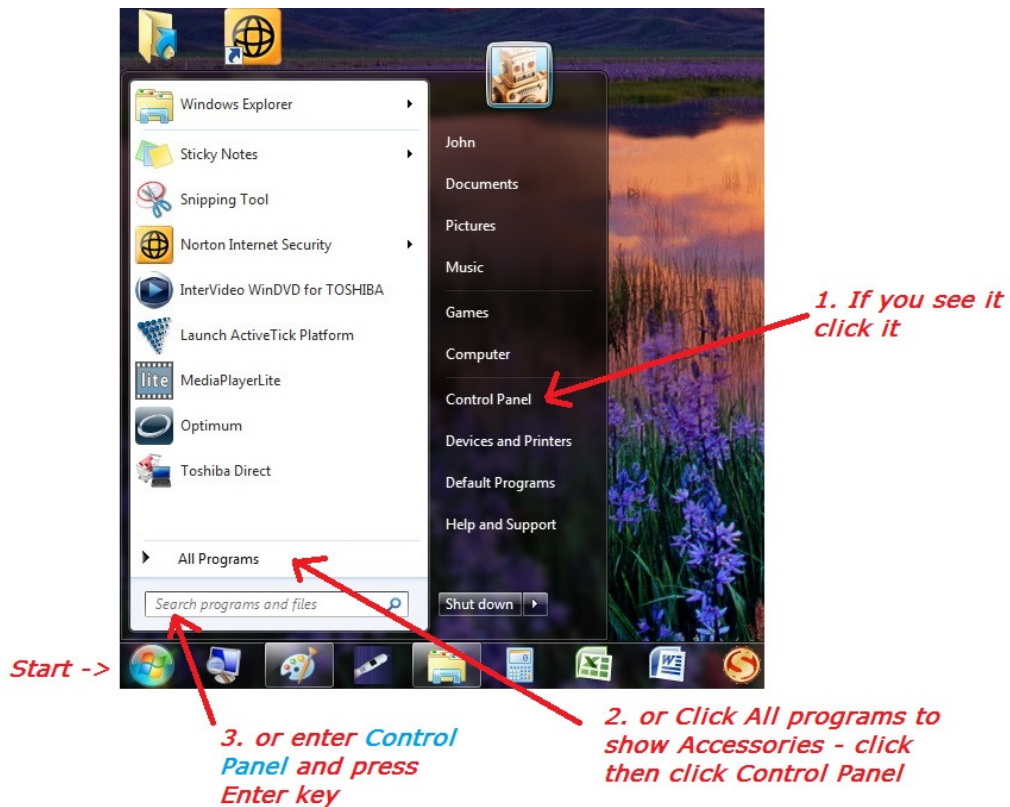 Windows Explorer
Sticky Notes
Snipping Tool
Norton Internet Security
InterVideo WinDVD for TOSHIBA
Launch ActiveTick Platform
lite
MediaPlayerLite
Optimum
Toshiba Direct
All Programs
Search programs and files
John
Documents
Pictures
Music
Games
Computer
Control Panel
Devices and Printers
Default Programs
Help and Support
Shut down
1. If you see it
click it
Start ->
3. or enter Control
Panel and press
Enter key
2. or Click All programs to
show Accessories - click
then click Control Panel